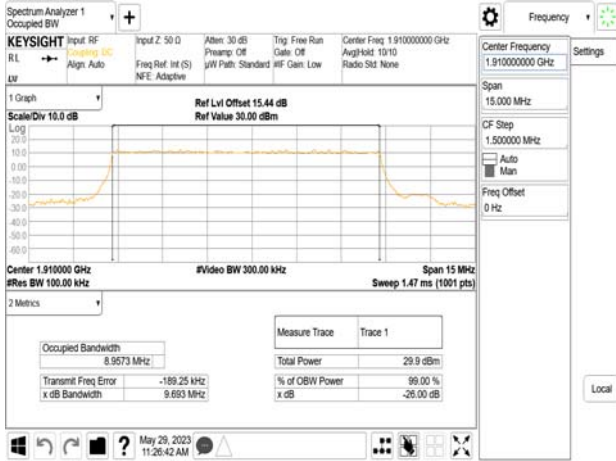 Spectrum Analyzer 1
Occupied BW
+
Frequency
KEYSIGHT
RL
Input: RF
Coupling: DC
Align: Auto
Input Z: 50 Ω
Freq Ref: Int (S)
NFE: Adaptive
Atten: 30 dB
Preamp: Off
µW Path: Standard
Trig: Free Run
Gate: Off
#IF Gain: Low
Center Freq: 1.910000000 GHz
Avg|Hold: 10/10
Radio Std: None
Center Frequency
1.910000000 GHz
Settings
Span
15.000 MHz
CF Step
1.500000 MHz
Auto
Man
Freq Offset
0 Hz
Local
1 Graph
Scale/Div 10.0 dB
Ref Lvl Offset 15.44 dB
Ref Value 30.00 dBm
Log
20.0
10.0
0.00
-10.0
-20.0
-30.0
-40.0
-50.0
-60.0
Center 1.910000 GHz
#Res BW 100.00 kHz
#Video BW 300.00 kHz
Span 15 MHz
Sweep 1.47 ms (1001 pts)
2 Metrics
Measure Trace Trace 1
Occupied Bandwidth
8.9573 MHz
Total Power 29.9 dBm
Transmit Freq Error -189.25 kHz
% of OBW Power 99.00 %
x dB Bandwidth 9.693 MHz
x dB -26.00 dB
?
May 29, 2023
11:26:42 AM